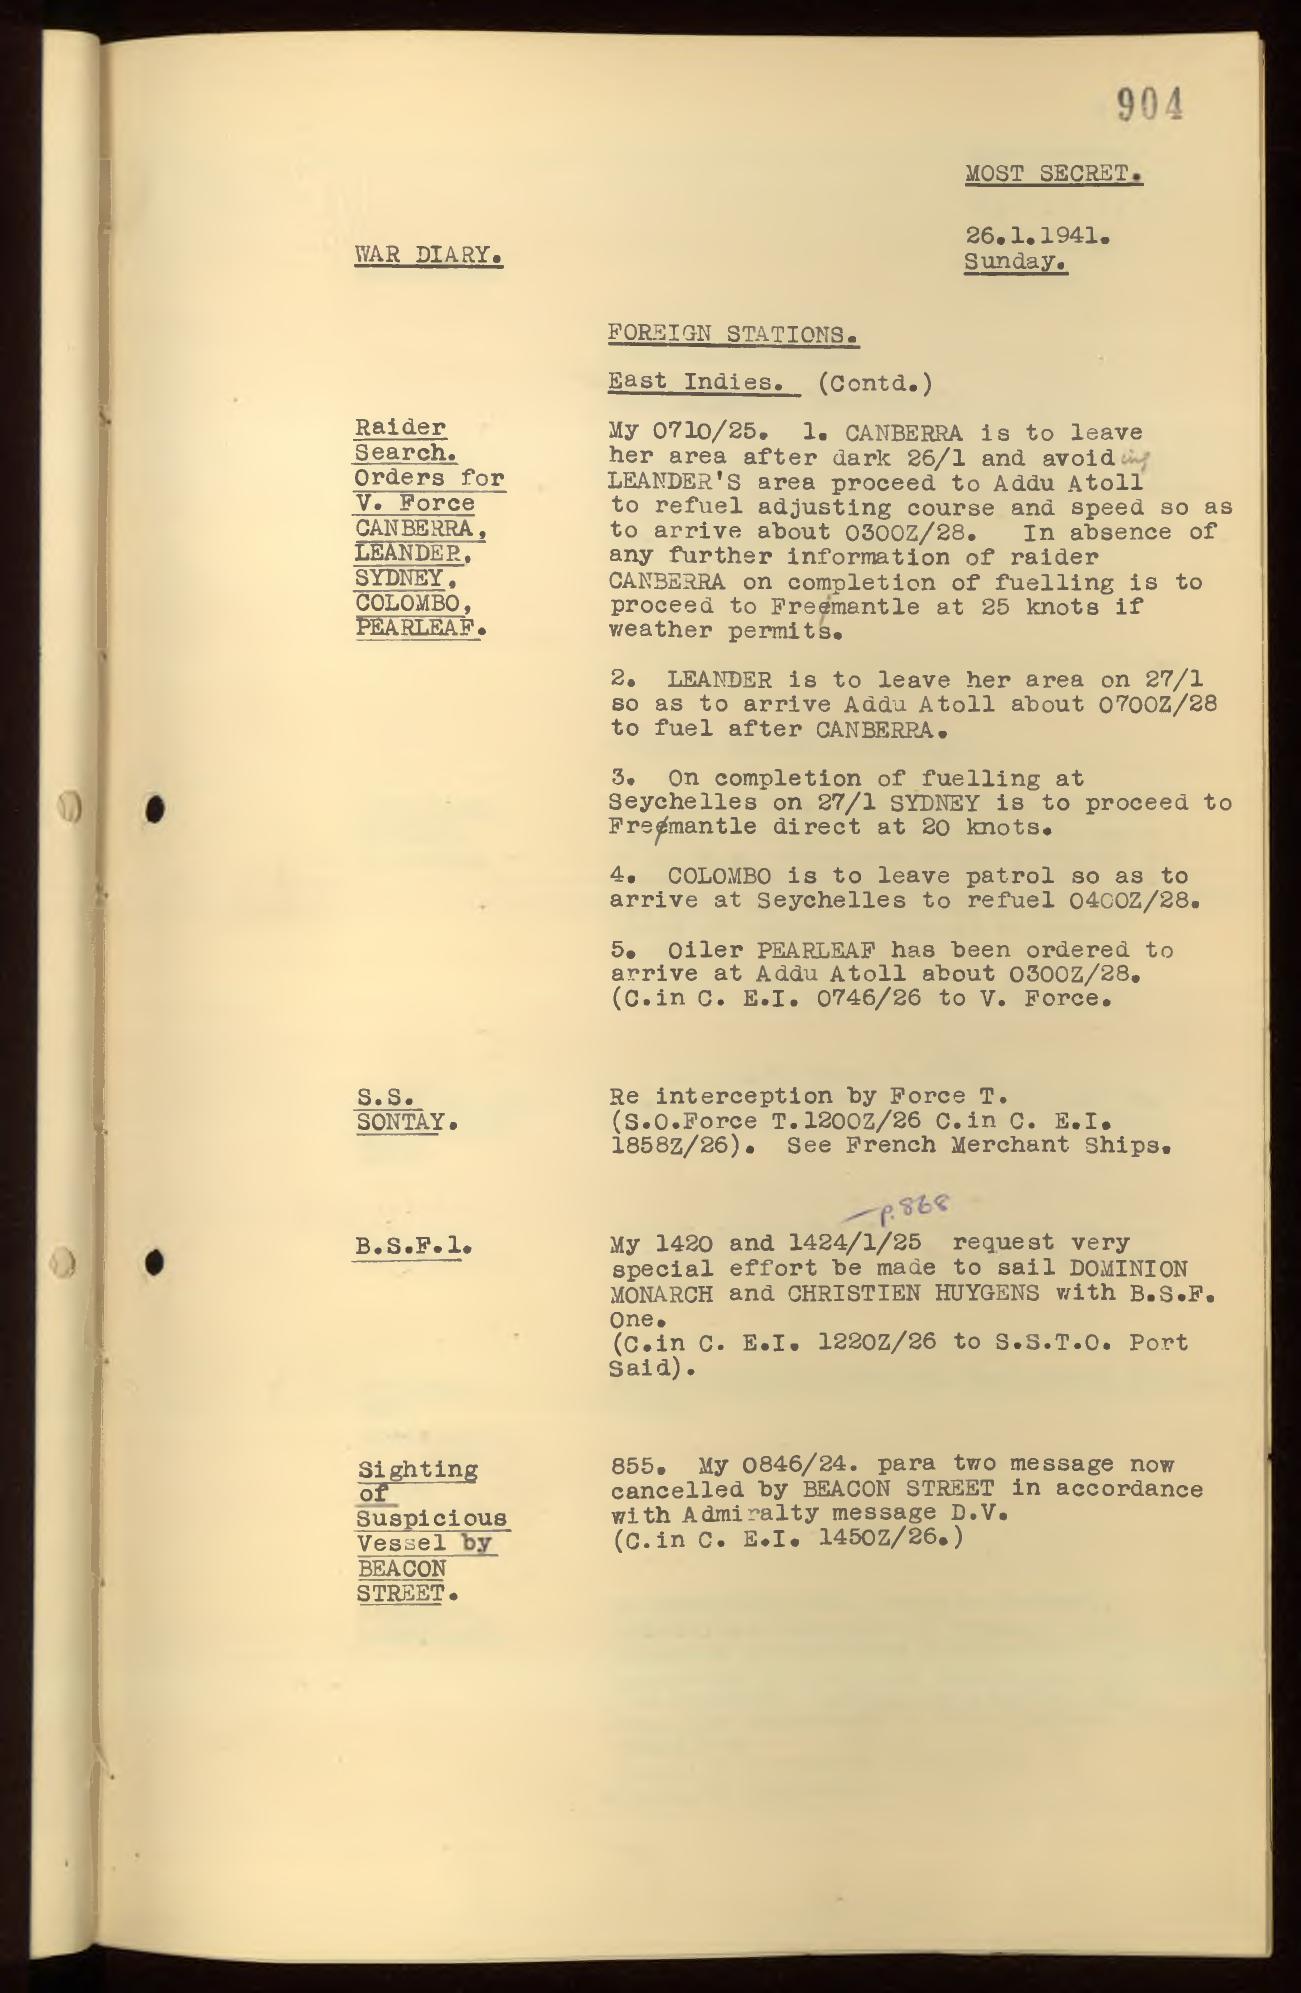 904
MOST SECRET.
26.1.1941.
Sunday.
WAR DIARY.
FOREIGN STATIONS.
East Indies. (Contd.)
Raider
Search.
Orders for
V. Force
CANBERRA,
LEANDER,
SYDNEY,
COLOMBO,
PEARLEAF.
My 0710/25. 1. CANBERRA is to leave
her area after dark 26/1 and avoiding
LEANDER'S area proceed to Addu Atoll
to refuel adjusting course and speed so as
to arrive about 0300Z/28. In absence of
any further information of raider
CANBERRA on completion of fuelling is to
proceed to Freemantle at 25 knots if
weather permits.
2. LEANDER is to leave her area on 27/1
so as to arrive Addu Atoll about 0700Z/28
to fuel after CANBERRA.
3. On completion of fuelling at
Seychelles on 27/1 SYDNEY is to proceed to
Freemantle direct at 20 knots.
4. COLOMBO is to leave patrol so as to
arrive at Seychelles to refuel 0400Z/28.
5. Oiler PEARLEAF has been ordered to
arrive at Addu Atoll about 0300Z/28.
(C.in C. E.I. 0746/26 to V. Force.
S.S.
SONTAY.
Re interception by Force T.
(S.O.Force T.1200Z/26 C.in C. E.I.
1858Z/26). See French Merchant Ships.
p.868
B.S.F.1.
My 1420 and 1424/1/25 request very
special effort be made to sail DOMINION
MONARCH and CHRISTIEN HUYGENS with B.S.F.
One.
(C.in C. E.I. 1220Z/26 to S.S.T.O. Port
Said).
Sighting
of
Suspicious
Vessel by
BEACON
STREET.
855. My 0846/24. para two message now
cancelled by BEACON STREET in accordance
with Admiralty message D.V.
(C.in C. E.I. 1450Z/26.)